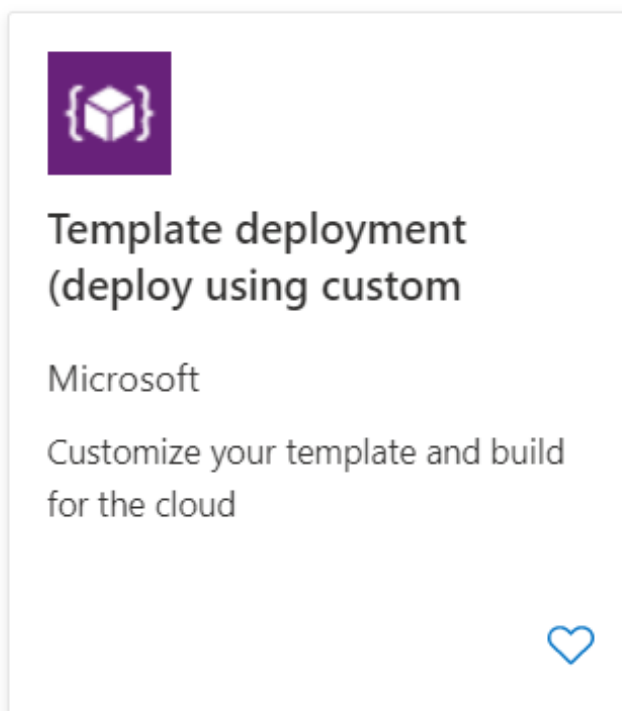 Template deployment
(deploy using custom
Microsoft
Customize your template and build
for the cloud